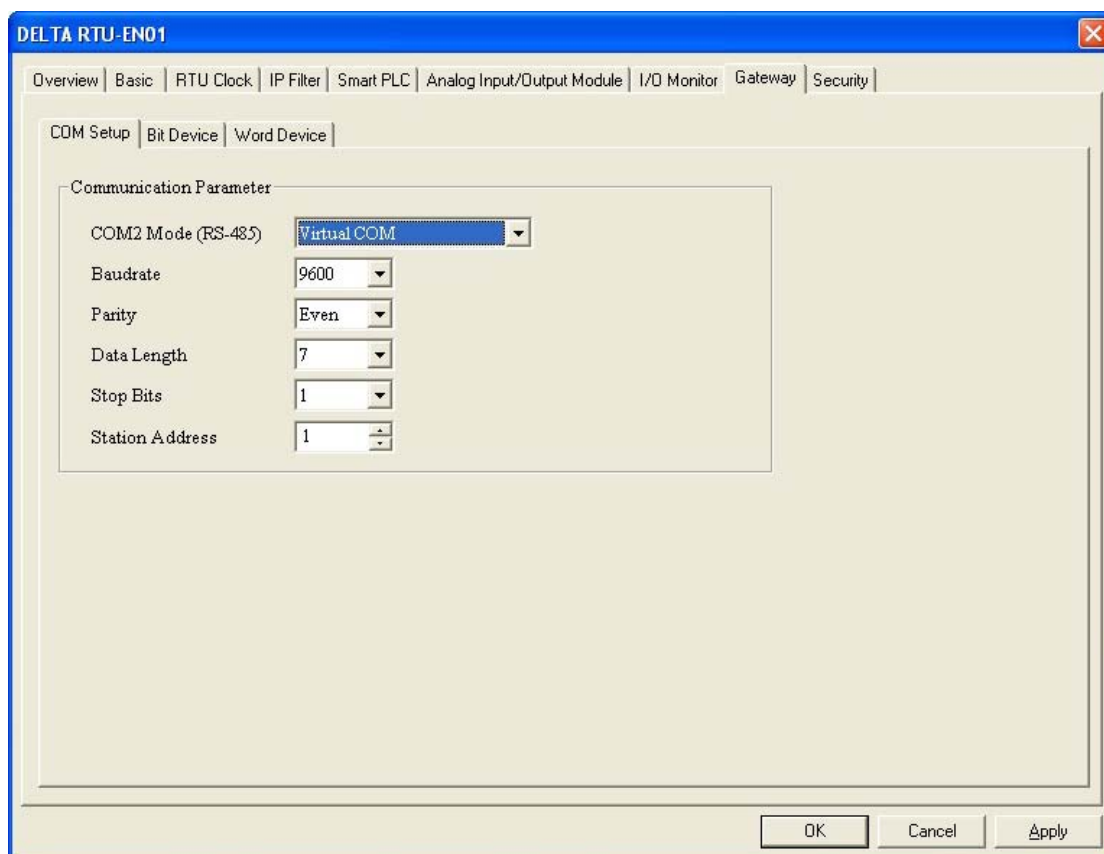 DELTA RTU-EN01
Overview Basic RTU Clock IP Filter Smart PLC Analog Input/Output Module I/O Monitor Gateway Security
COM Setup Bit Device Word Device
Communication Parameter
COM2 Mode (RS-485) Virtual COM
Baudrate 9600
Parity Even
Data Length 7
Stop Bits 1
Station Address 1
OK Cancel Apply